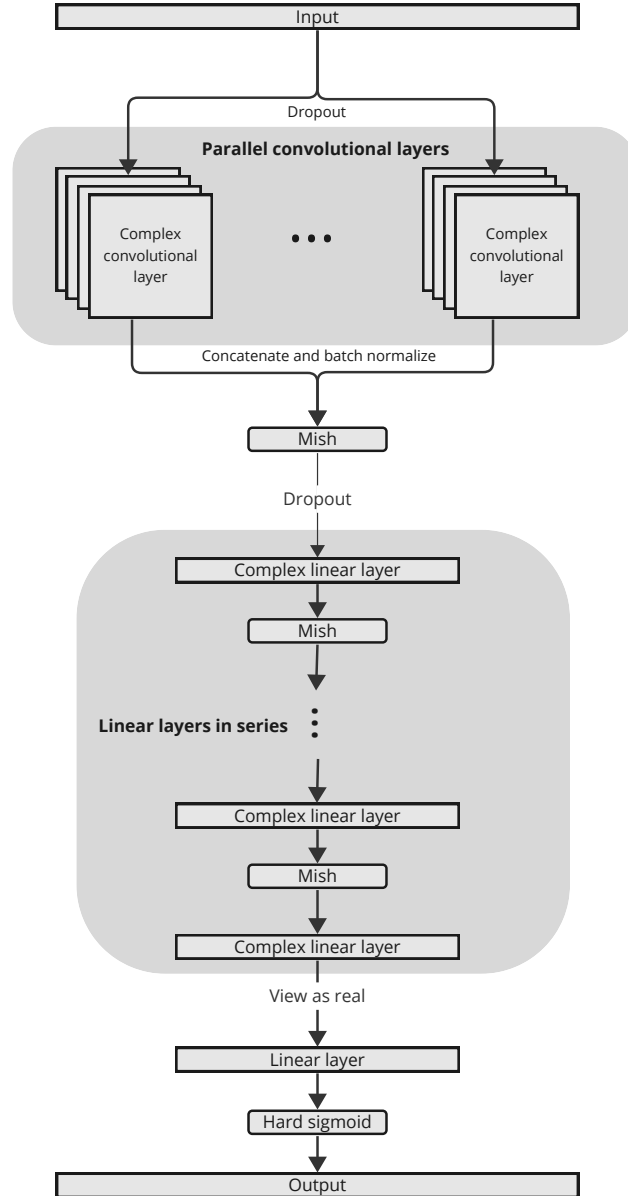 Input
Dropout
Parallel convolutional layers
Complex
convolutional
layer
Complex
convolutional
layer
Concatenate and batch normalize
Mish
Dropout
Complex linear layer
Mish
Linear layers in series
Complex linear layer
Mish
Complex linear layer
View as real
Linear layer
Hard sigmoid
Output